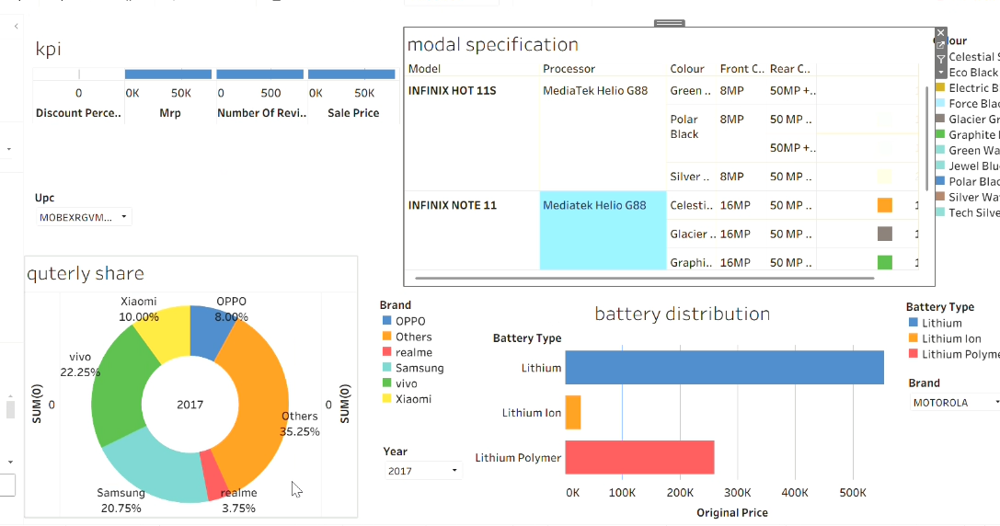 kpi
0
0K
50K
0
500
0K
50K
Discount Perce..
Mrp
Number Of Revi..
Sale Price
Upc
MOBEXRGVM...
modal specification
Model
Processor
Colour
Front C..
Rear C..
INFINIX HOT 11S
MediaTek Helio G88
Green ..
8MP
50MP +..
Polar
Black
8MP
50 MP ..
50MP +..
Silver ..
8MP
50 MP ..
INFINIX NOTE 11
Mediatek Helio G88
Celesti..
16MP
50 MP ..
Glacier ..
16MP
50 MP ..
Graphi..
16MP
50 MP ..
our
Celestial S
Eco Black
Electric B
Force Blac
Glacier Gr
Graphite
Green Wa
Jewel Blu
Polar Blac
Silver Wa
Tech Silve
quterly share
Xiaomi
10.00%
OPPO
8.00%
vivo
22.25%
SUM(0)
0
2017
0
SUM(0)
Others
35.25%
Samsung
20.75%
realme
3.75%
Brand
OPPO
Others
realme
Samsung
vivo
Xiaomi
Year
2017
battery distribution
Battery Type
Lithium
Lithium Ion
Lithium Polymer
0K
100K
200K
300K
400K
500K
Original Price
Battery Type
Lithium
Lithium Ion
Lithium Polyme
Brand
MOTOROLA